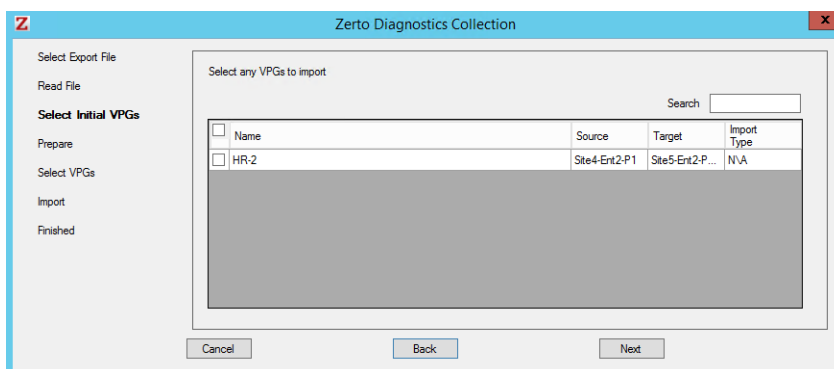 Z Zerto Diagnostics Collection x
Select Export File
Read File
Select Initial VPGs
Prepare
Select VPGs
Import
Finished
Select any VPGs to import
Search
Name Source Target Import Type
HR-2 Site4-Ent2-P1 Site5-Ent2-P... N\A
Cancel Back Next